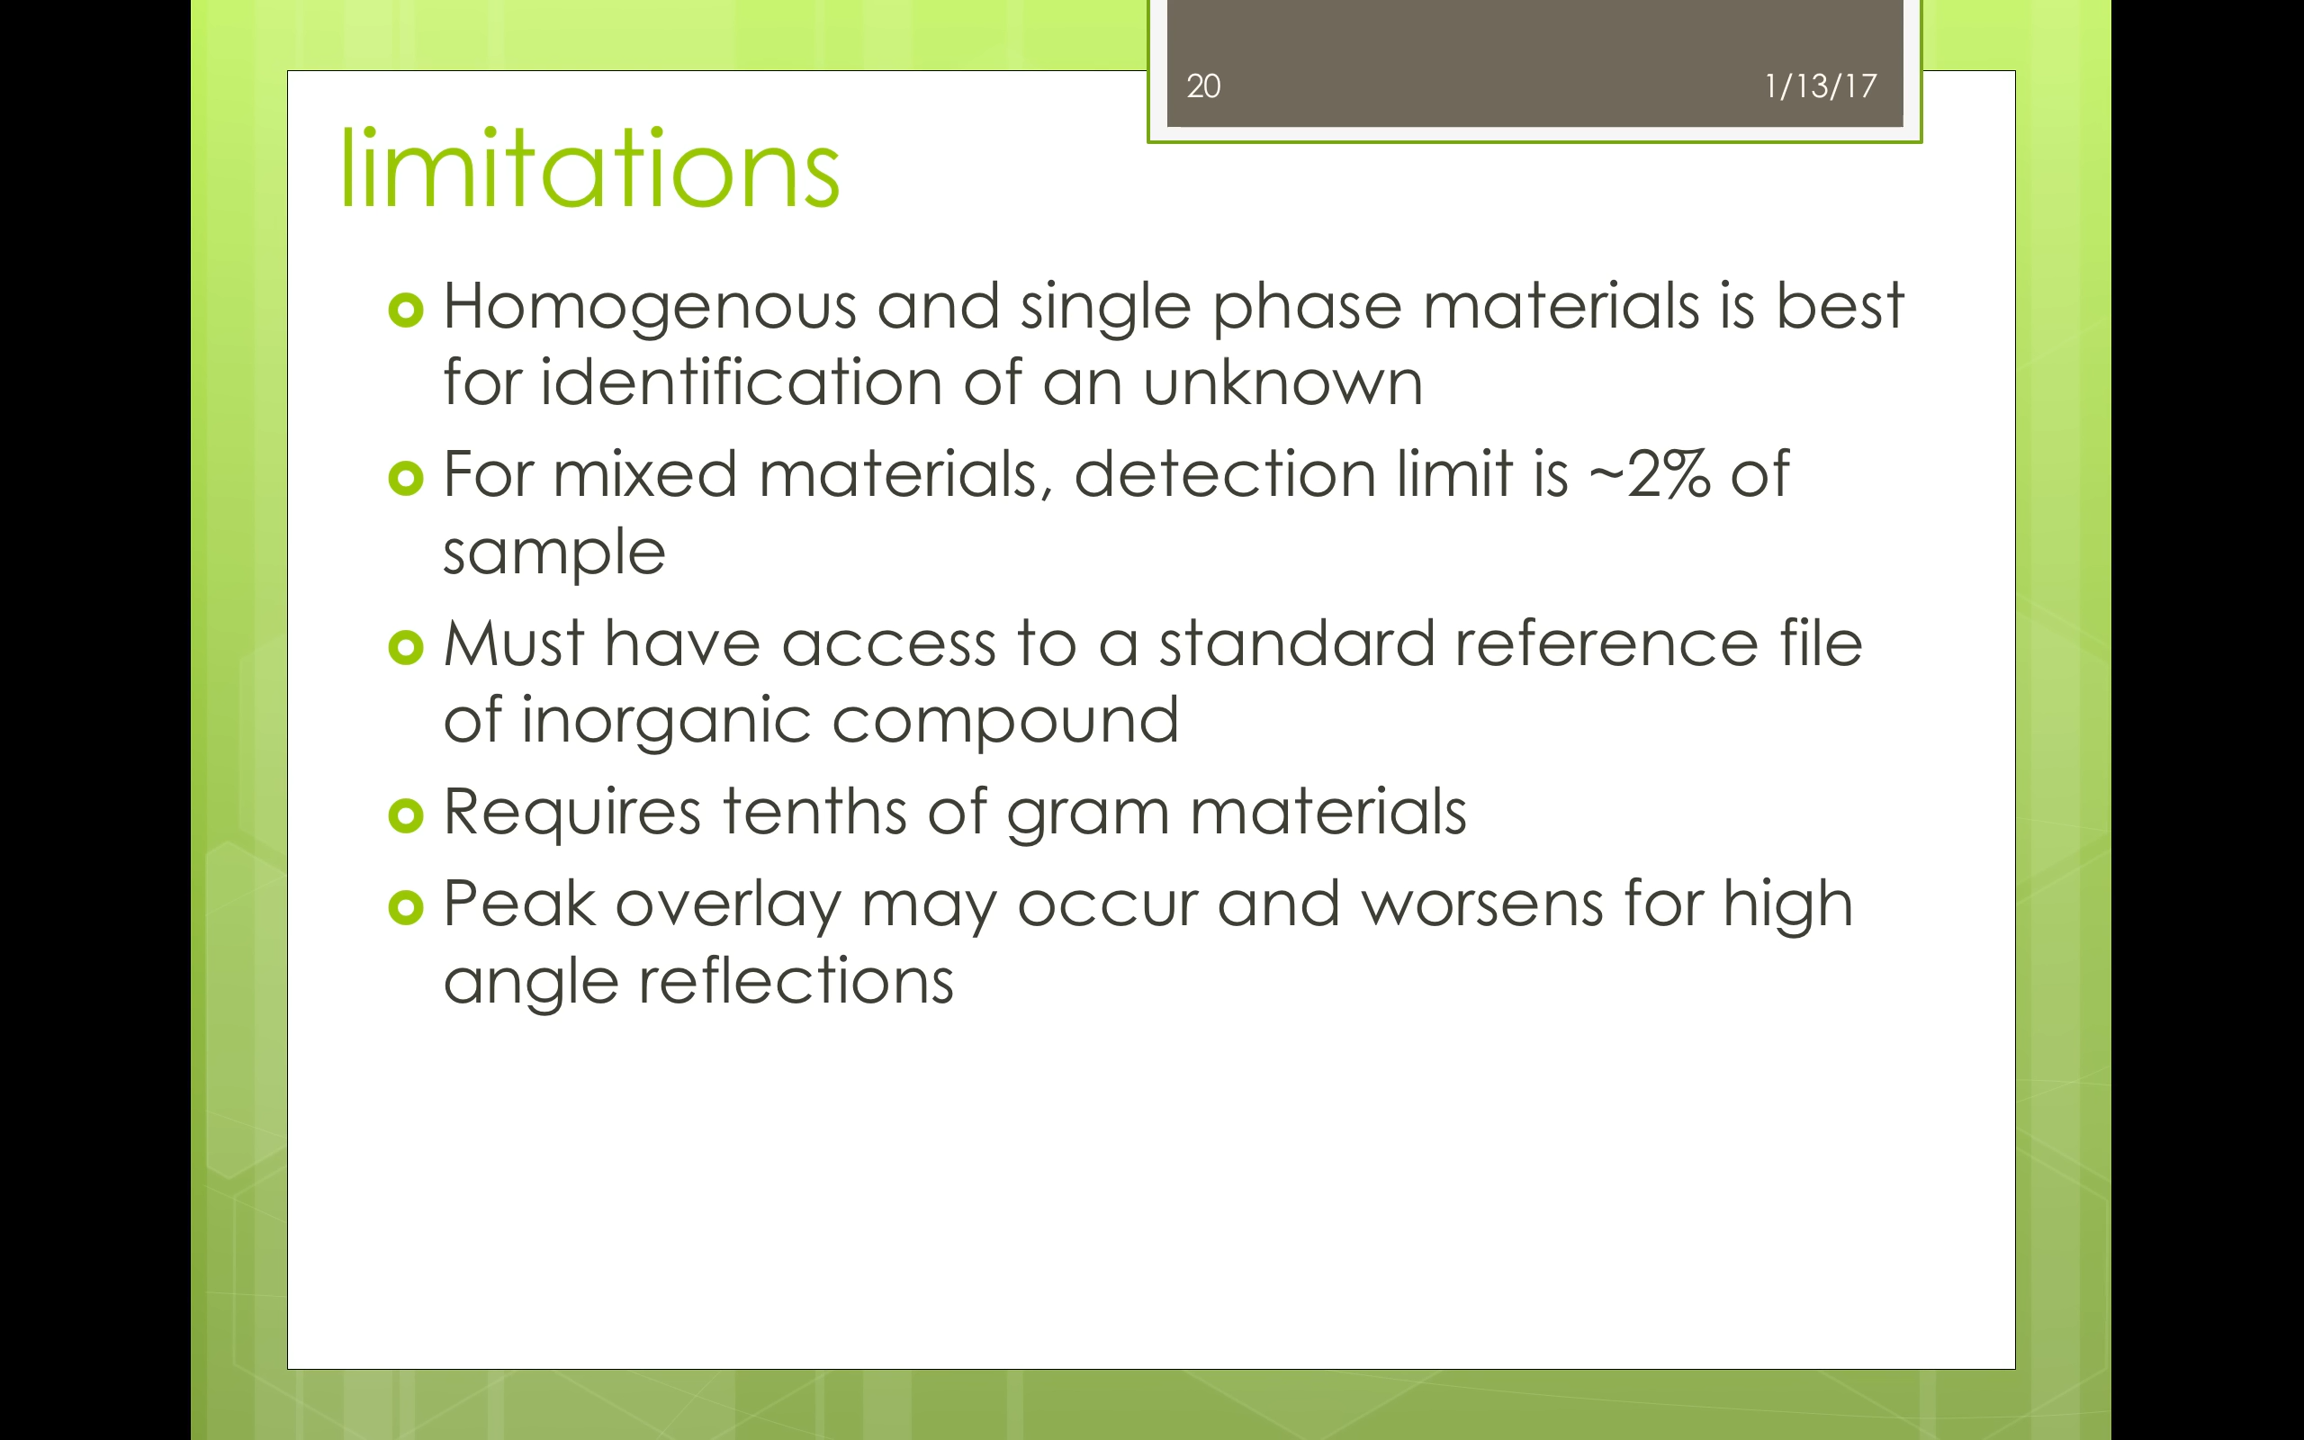 20
1/13/17
limitations
Homogenous and single phase materials is best
for identification of an unknown
For mixed materials, detection limit is ~2% of
sample
Must have access to a standard reference file
of inorganic compound
Requires tenths of gram materials
Peak overlay may occur and worsens for high
angle reflections